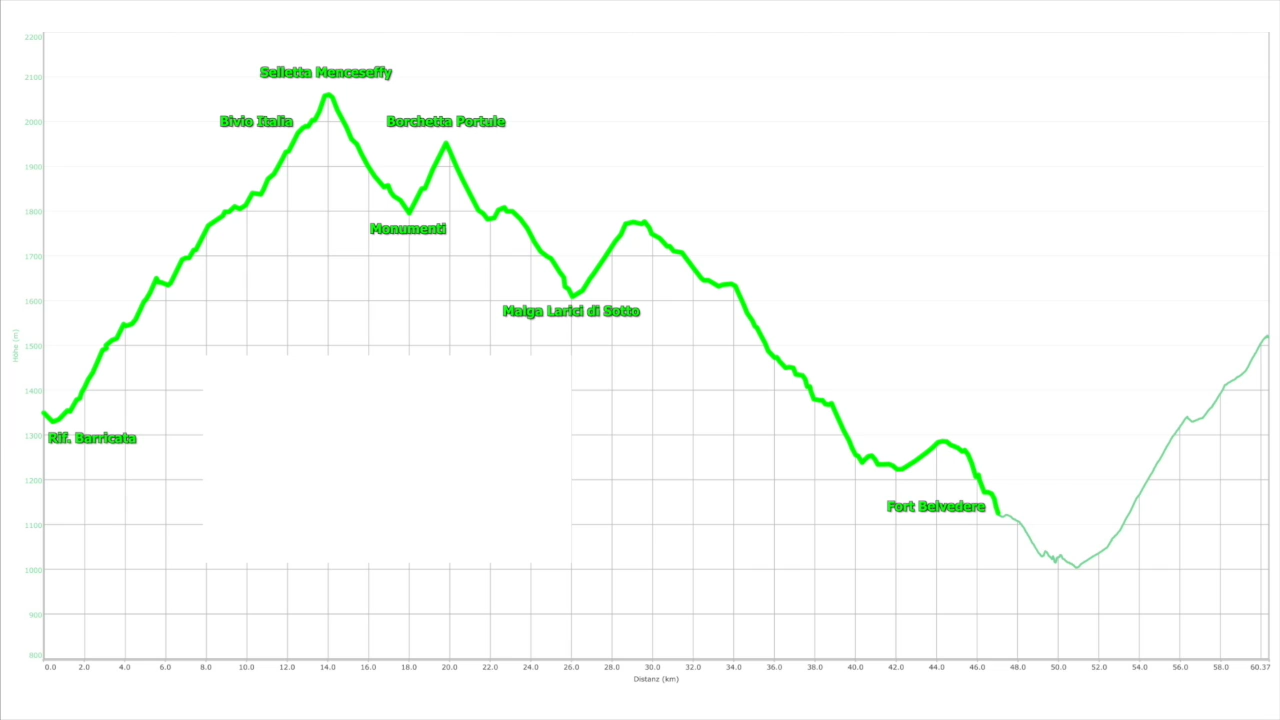 2200
2100
Selletta Menceseffy
2000
Bivio Italia
Borchetta Portule
1900
1800
Monumenti
1700
1600
Malga Larici di Sotto
1500
Höhe (m)
1400
1300
Rif. Barricata
1200
Fort Belvedere
1100
1000
900
800
0.0 2.0 4.0 6.0 8.0 10.0 12.0 14.0 16.0 18.0 20.0 22.0 24.0 26.0 28.0 30.0 32.0 34.0 36.0 38.0 40.0 42.0 44.0 46.0 48.0 50.0 52.0 54.0 56.0 58.0 60.37
Distanz (km)